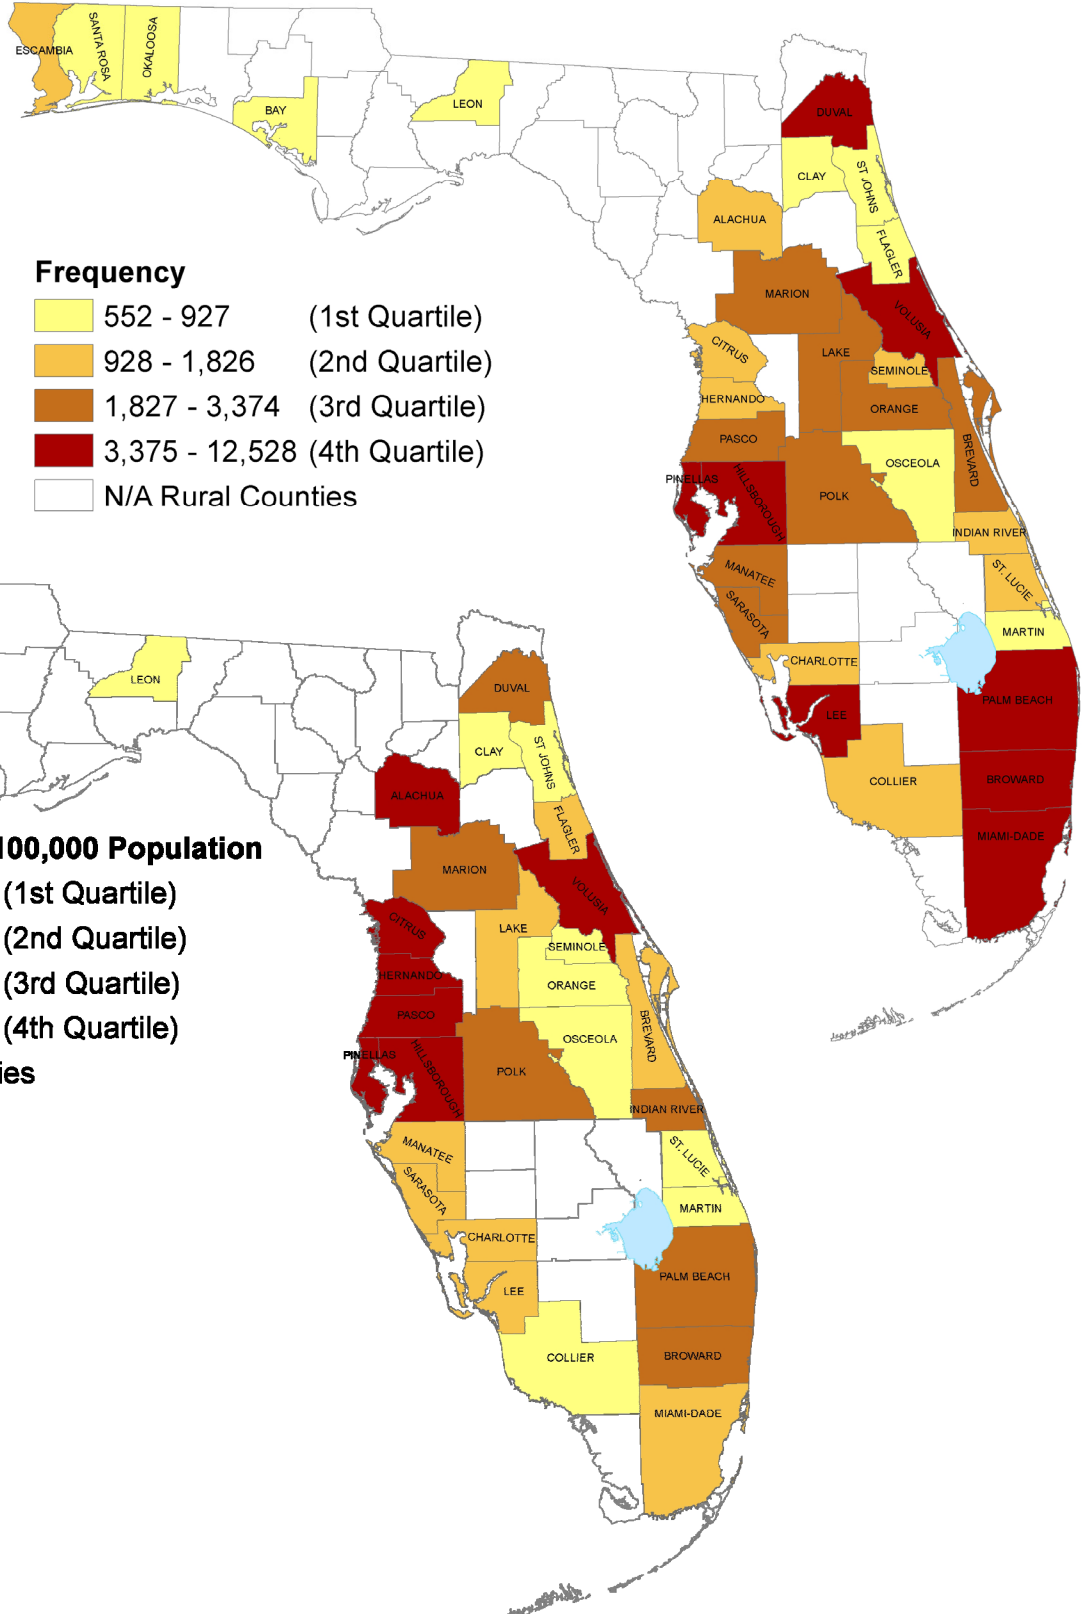 ESCAMBIA
SANTA ROSA
OKALOOSA
BAY
LEON
DUVAL
CLAY
ST JOHNS
ALACHUA
FLAGLER
MARION
VOLUSIA
CITRUS
LAKE
SEMINOLE
HERNANDO
ORANGE
PASCO
BREVARD
OSCEOLA
PINELLAS
HILLSBOROUGH
POLK
INDIAN RIVER
MANATEE
ST. LUCIE
SARASOTA
MARTIN
CHARLOTTE
PALM BEACH
LEE
COLLIER
BROWARD
MIAMI-DADE
Frequency
552 - 927 (1st Quartile)
928 - 1,826 (2nd Quartile)
1,827 - 3,374 (3rd Quartile)
3,375 - 12,528 (4th Quartile)
N/A Rural Counties
LEON
DUVAL
CLAY
ST JOHNS
ALACHUA
FLAGLER
MARION
VOLUSIA
CITRUS
LAKE
SEMINOLE
HERNANDO
ORANGE
PASCO
BREVARD
OSCEOLA
PINELLAS
HILLSBOROUGH
POLK
INDIAN RIVER
MANATEE
ST. LUCIE
SARASOTA
MARTIN
CHARLOTTE
PALM BEACH
LEE
COLLIER
BROWARD
MIAMI-DADE
100,000 Population
(1st Quartile)
(2nd Quartile)
(3rd Quartile)
(4th Quartile)
ies